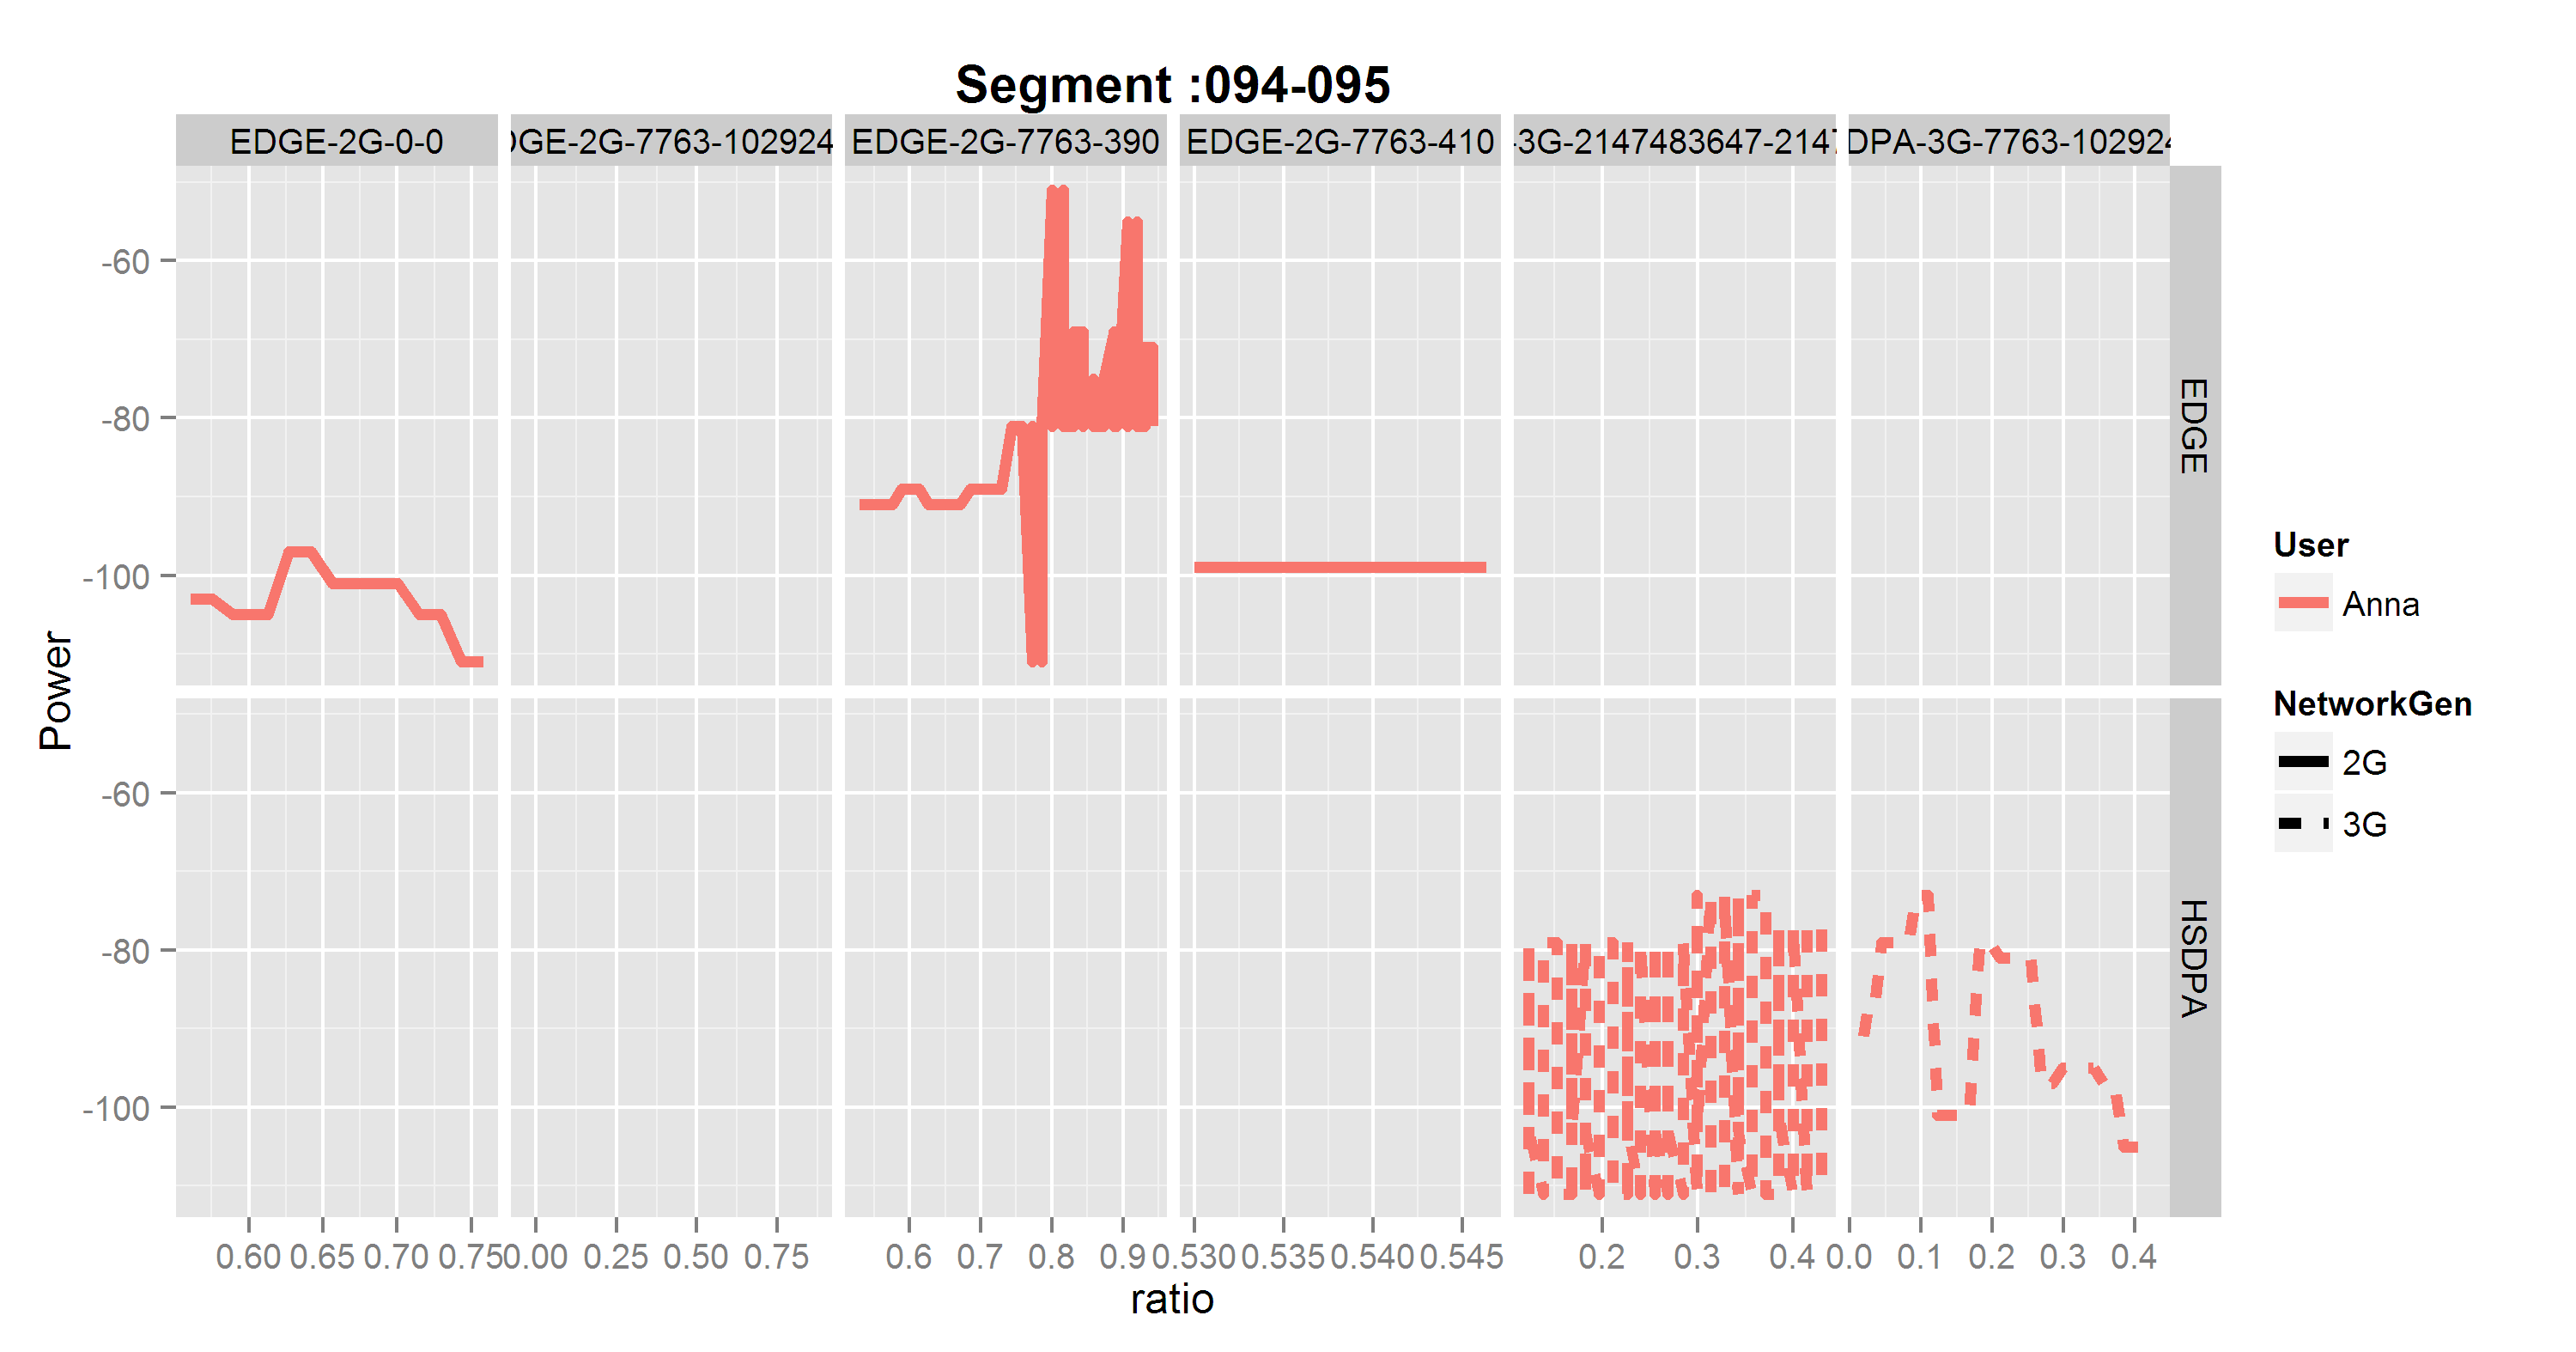 Segment :094-095
EDGE-2G-0-0
DGE-2G-7763-102924
EDGE-2G-7763-390
EDGE-2G-7763-410
-3G-2147483647-2147
DPA-3G-7763-102924
-60
-80
-100
EDGE
-60
-80
-100
HSDPA
Power
0.60 0.65 0.70 0.75
0.00 0.25 0.50 0.75
0.6 0.7 0.8 0.9
0.530 0.535 0.540 0.545
0.2 0.3 0.4
0.0 0.1 0.2 0.3 0.4
ratio
User
Anna
NetworkGen
2G
3G